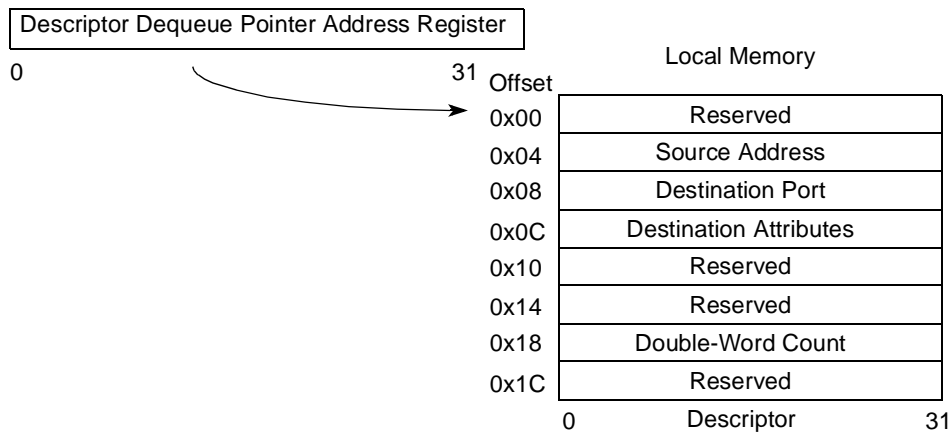 Descriptor Dequeue Pointer Address Register
0 31
Local Memory
Offset
0x00 Reserved
0x04 Source Address
0x08 Destination Port
0x0C Destination Attributes
0x10 Reserved
0x14 Reserved
0x18 Double-Word Count
0x1C Reserved
0 Descriptor 31